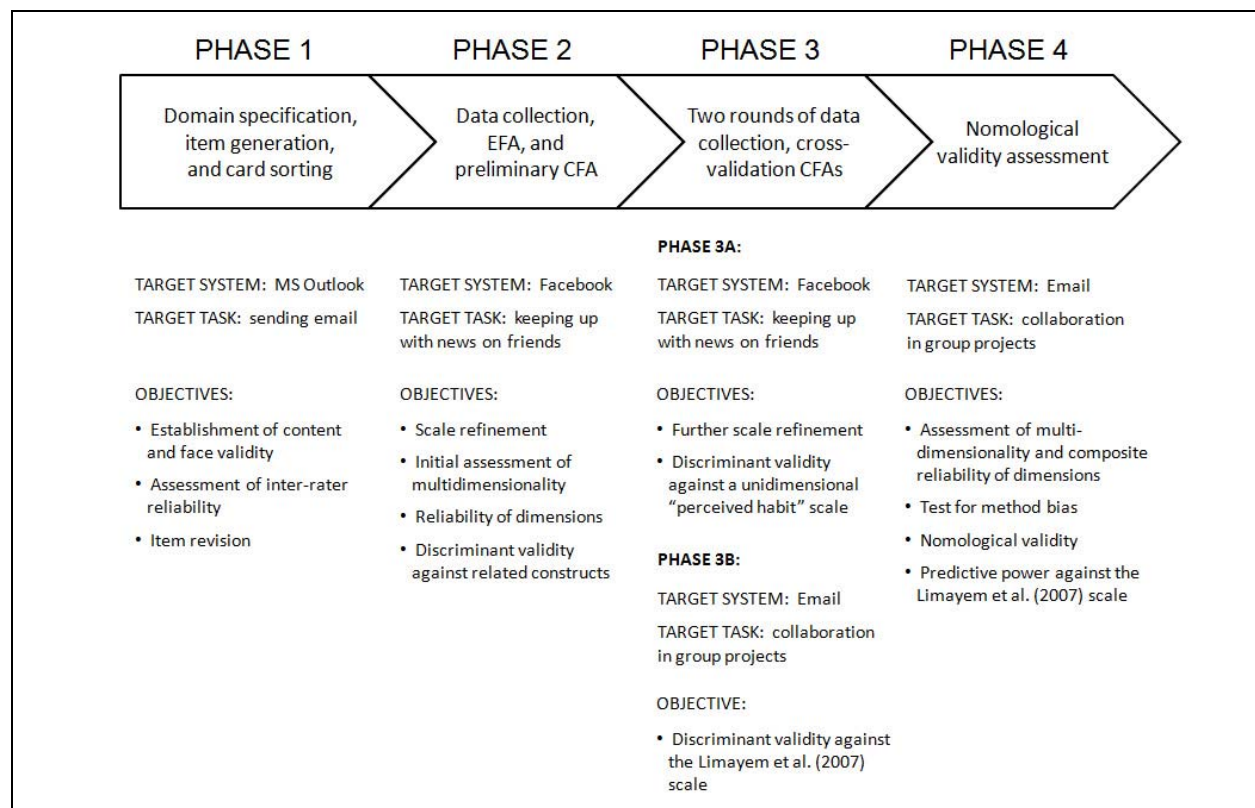 PHASE 1
Domain specification,
item generation,
and card sorting
TARGET SYSTEM: MS Outlook
TARGET TASK: sending email
OBJECTIVES:
• Establishment of content
and face validity
• Assessment of inter-rater
reliability
• Item revision
PHASE 2
Data collection,
EFA, and
preliminary CFA
TARGET SYSTEM: Facebook
TARGET TASK: keeping up
with news on friends
OBJECTIVES:
• Scale refinement
• Initial assessment of
multidimensionality
• Reliability of dimensions
• Discriminant validity
against related constructs
PHASE 3
Two rounds of data
collection, cross-
validation CFAs
PHASE 3A:
TARGET SYSTEM: Facebook
TARGET TASK: keeping up
with news on friends
OBJECTIVES:
• Further scale refinement
• Discriminant validity
against a unidimensional
“perceived habit” scale
PHASE 3B:
TARGET SYSTEM: Email
TARGET TASK: collaboration
in group projects
OBJECTIVE:
• Discriminant validity against
the Limayem et al. (2007)
scale
PHASE 4
Nomological
validity assessment
TARGET SYSTEM: Email
TARGET TASK: collaboration
in group projects
OBJECTIVES:
• Assessment of multi-
dimensionality and composite
reliability of dimensions
• Test for method bias
• Nomological validity
• Predictive power against the
Limayem et al. (2007) scale